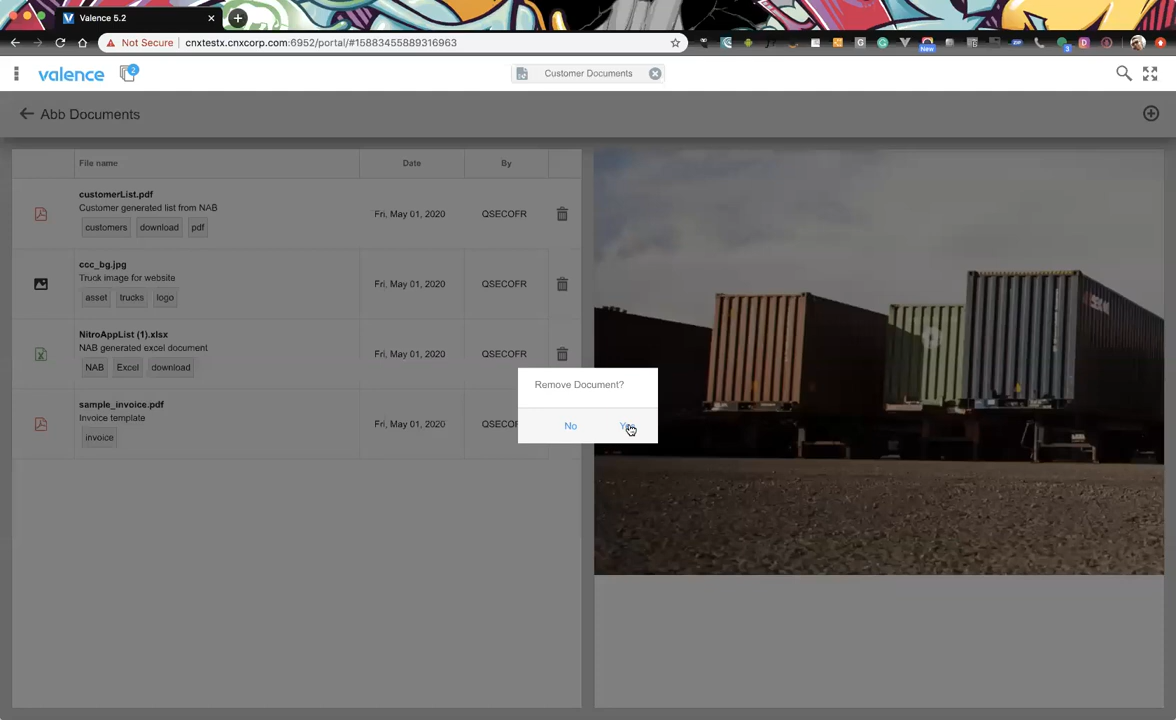 Valence 5.2
Not Secure cnxtestx.cnxcorp.com:6952/portal/#15883455889316963
New
3
valence 2
Customer Documents
Abb Documents
File name Date By
customerList.pdf
Customer generated list from NAB
customers download pdf
Fri, May 01, 2020 QSECOFR
ccc_bg.jpg
Truck image for website
asset trucks logo
Fri, May 01, 2020 QSECOFR
NitroAppList (1).xlsx
NAB generated excel document
NAB Excel download
Fri, May 01, 2020 QSECOFR
sample_invoice.pdf
Invoice template
invoice
Fri, May 01, 2020
Remove Document?
No